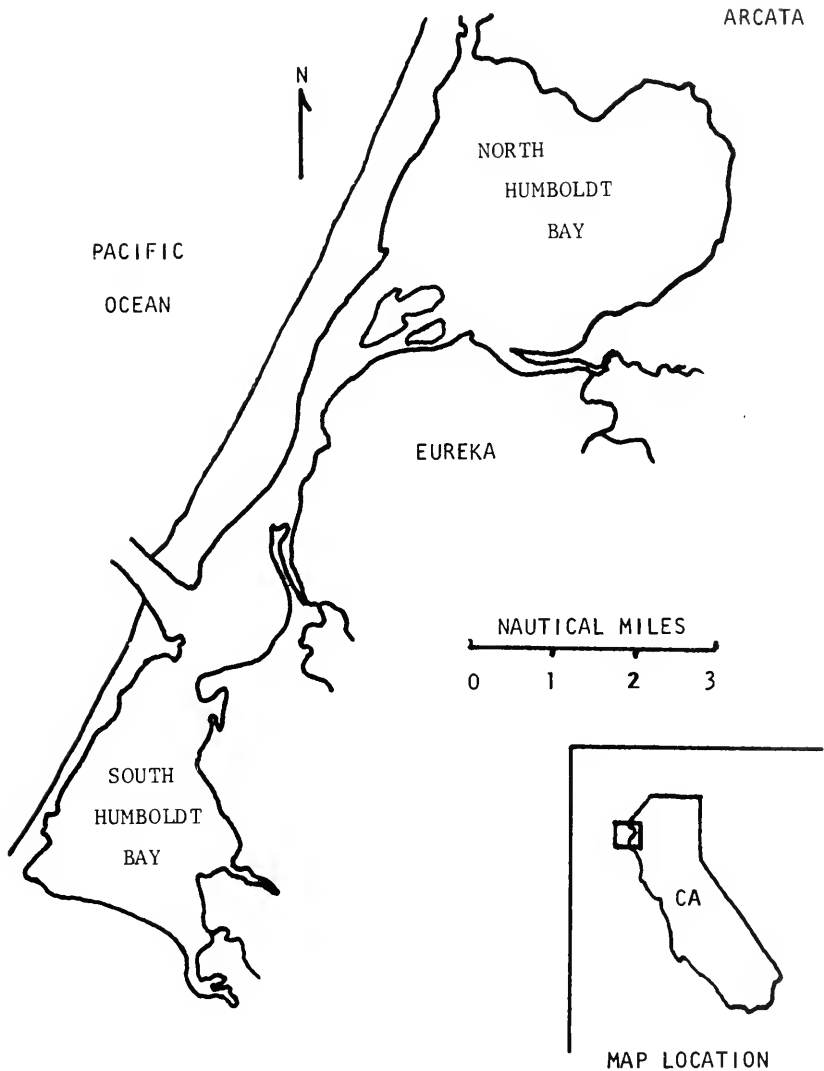 ARCATA
N
NORTH
HUMBOLDT
BAY
PACIFIC
OCEAN
EUREKA
NAUTICAL MILES
0 1 2 3
SOUTH
HUMBOLDT
BAY
CA
MAP LOCATION